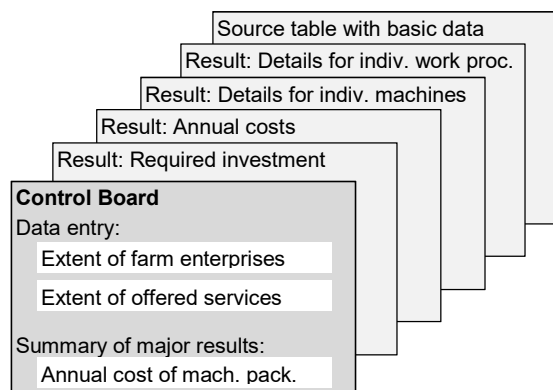 Source table with basic data
Result: Details for indiv. work proc.
Result: Details for indiv. machines
Result: Annual costs
Result: Required investment
Control Board
Data entry:
Extent of farm enterprises
Extent of offered services
Summary of major results:
Annual cost of mach. pack.